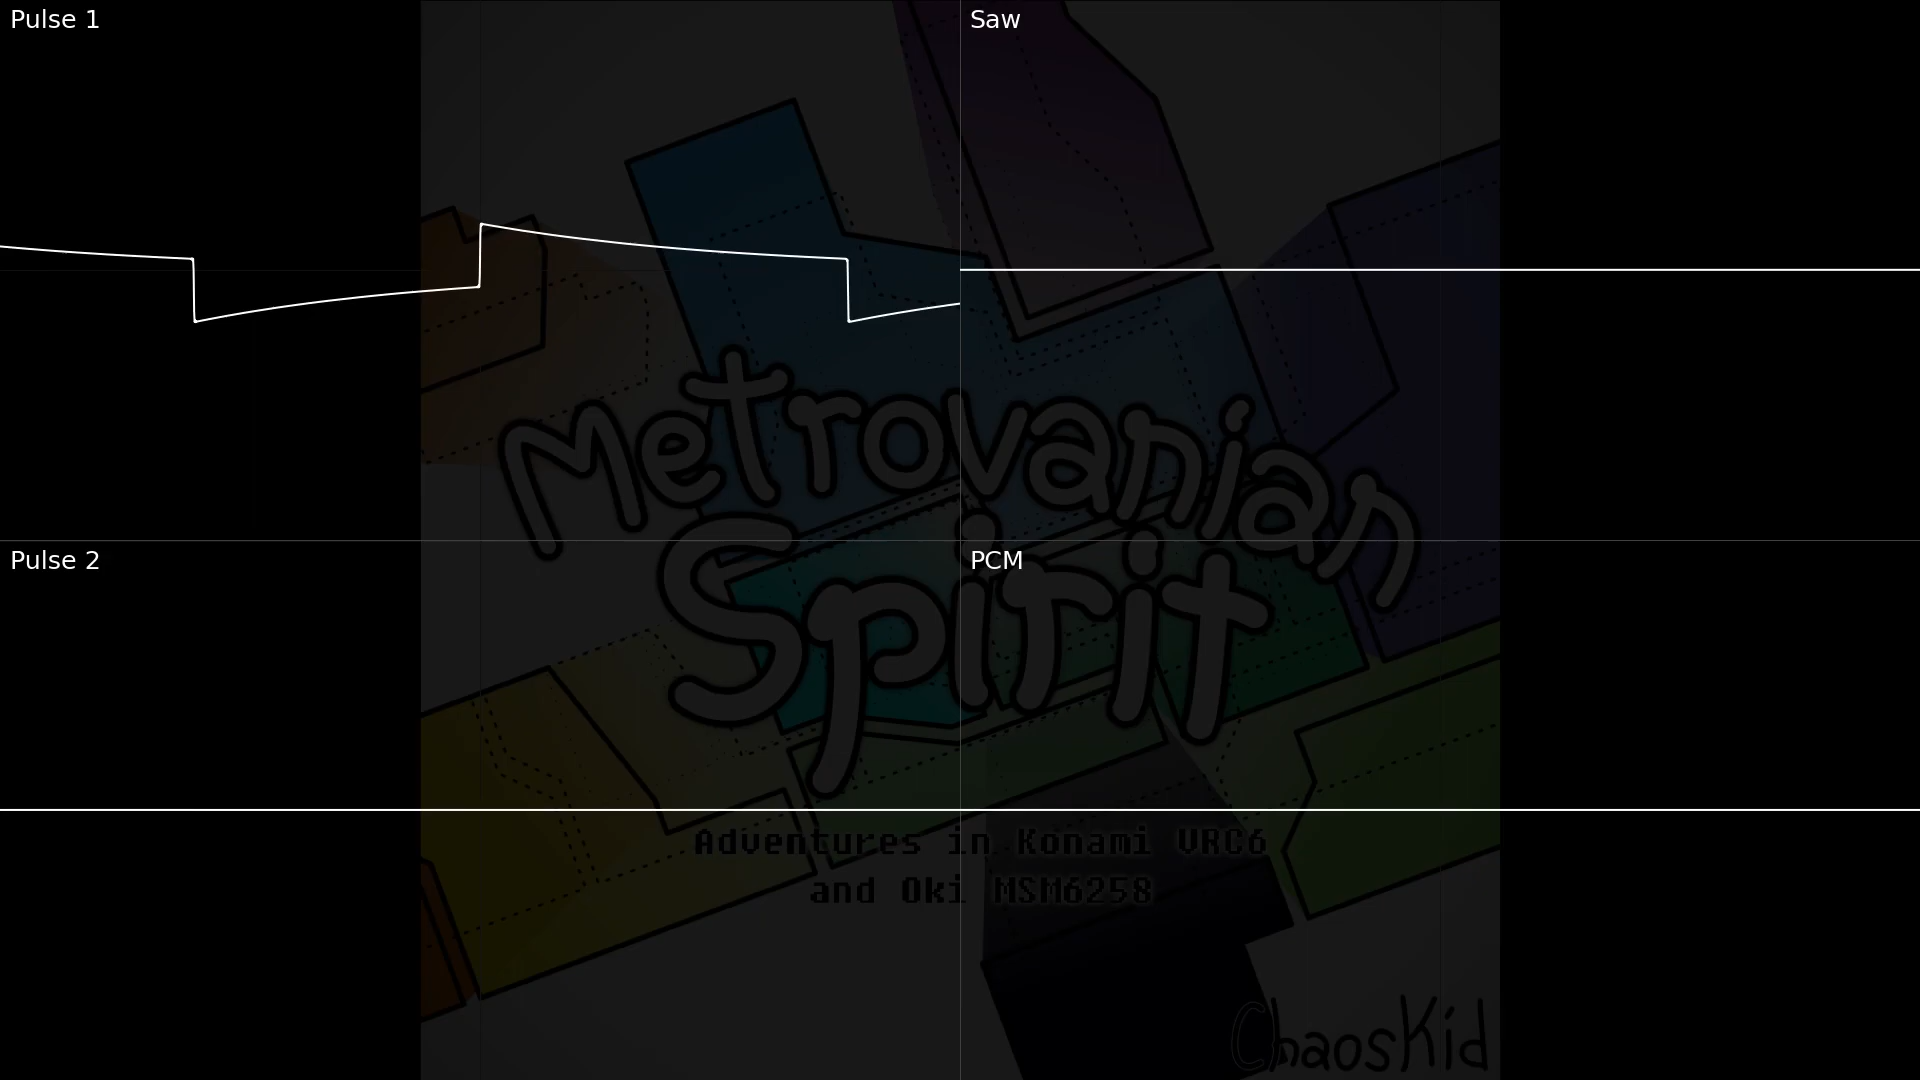 Pulse 1
Saw
Metrovanian
Spirit
Pulse 2
PCM
Adventures in Konami VRC6
and Oki MSM6258
ChaosKid